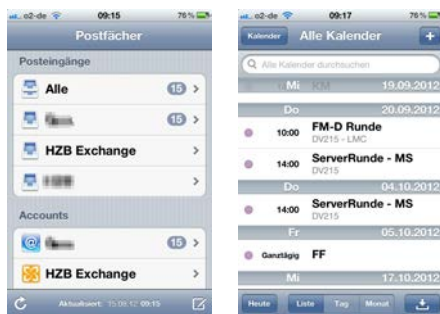 o2-de 09:15 76 %
Postfächer
Posteingänge
Alle 15
15
HZB Exchange
Accounts
15
HZB Exchange
Aktualisiert: 15.08.12 09:15
o2-de 09:17 76 %
Kalender Alle Kalender +
Alle Kalender durchsuchen
Mi KM 19.09.2012
Do 20.09.2012
10:00 FM-D Runde
DV215 - LMC
14:00 ServerRunde - MS
DV215
Do 04.10.2012
14:00 ServerRunde - MS
DV215
Fr 05.10.2012
Ganztägig FF
Mi 17.10.2012
Heute Liste Tag Monat